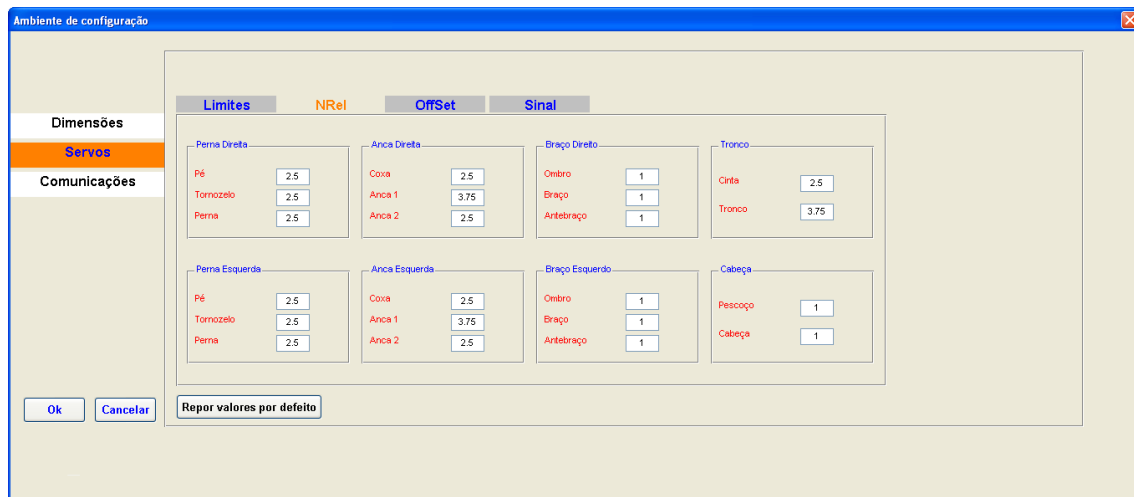 Ambiente de configuração
Limites NRel OffSet Sinal
Dimensões
Servos
Comunicações
Perna Direita
Pé 2.5
Tornozelo 2.5
Perna 2.5
Anca Direita
Coxa 2.5
Anca 1 3.75
Anca 2 2.5
Braço Direito
Ombro 1
Braço 1
Antebraço 1
Tronco
Cinta 2.5
Tronco 3.75
Perna Esquerda
Pé 2.5
Tornozelo 2.5
Perna 2.5
Anca Esquerda
Coxa 2.5
Anca 1 3.75
Anca 2 2.5
Braço Esquerdo
Ombro 1
Braço 1
Antebraço 1
Cabeça
Pescoço 1
Cabeça 1
Ok Cancelar Repor valores por defeito